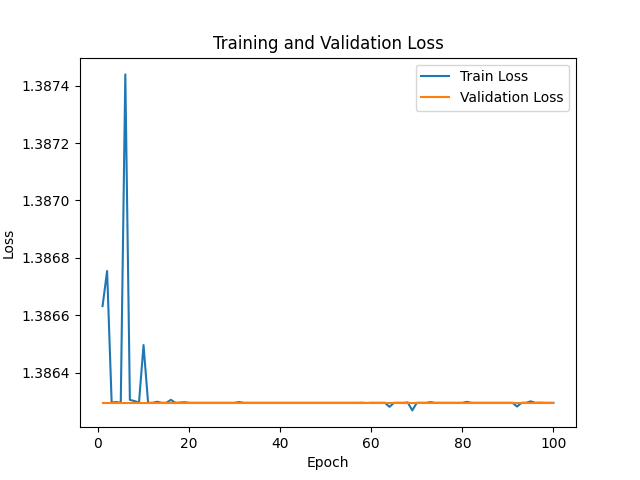 Training and Validation Loss
Train Loss
Validation Loss
1.3874
1.3872
1.3870
1.3868
1.3866
1.3864
Loss
0
20
40
60
80
100
Epoch